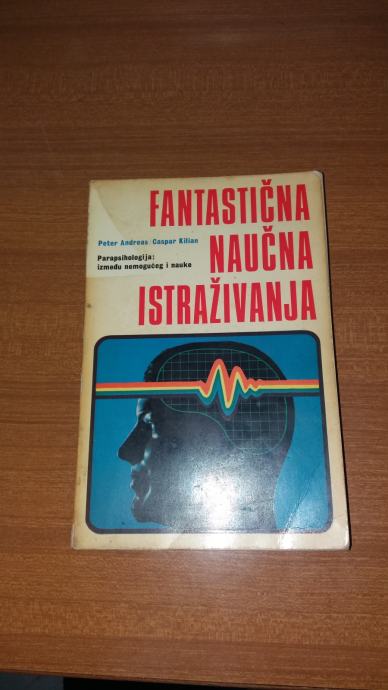 FANTASTIČNA
Peter Andreas/Caspar Kilian
NAUČNA
Parapsihologija:
između nemogućeg i nauke
ISTRAŽIVANJA